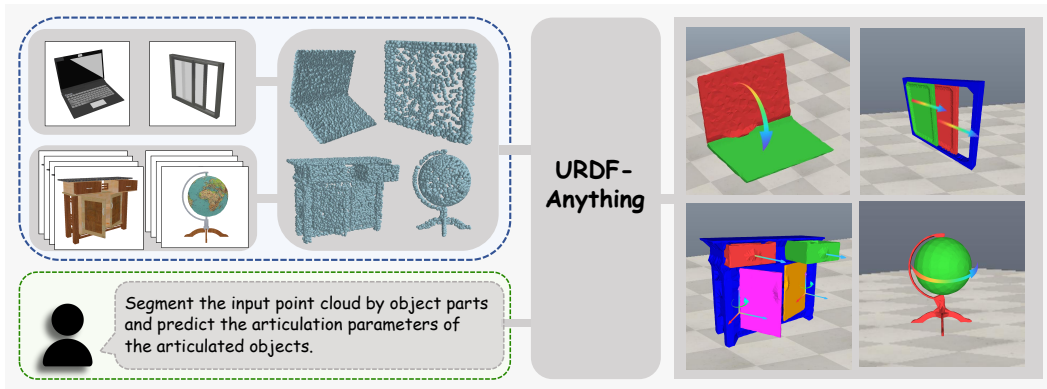 URDF-
Anything
Segment the input point cloud by object parts
and predict the articulation parameters of
the articulated objects.